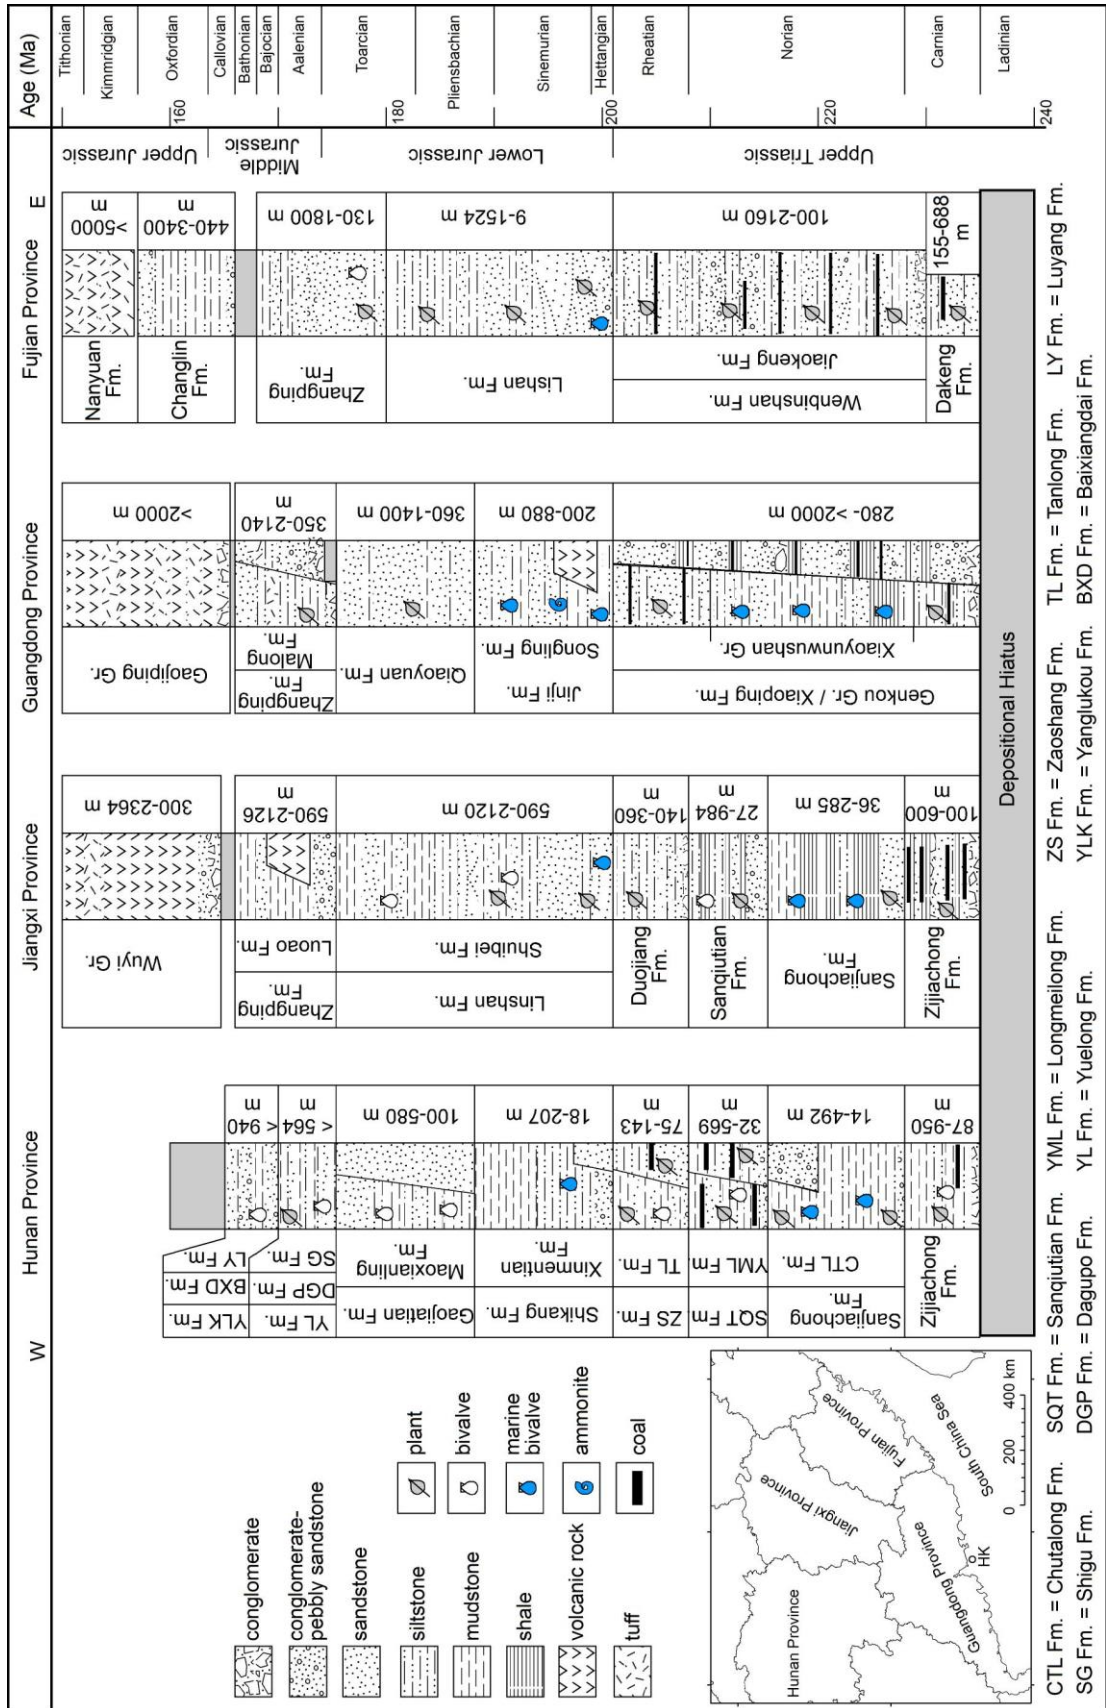 W
Hunan Province
Jiangxi Province
Guangdong Province
Fujian Province
E
Age (Ma)
YLK Fm.
BXD Fm.
LY Fm.
< 940 m
YL Fm.
DGP Fm.
SG Fm.
< 564 m
Gaojiatian Fm.
Maoxianling Fm.
100-580 m
Shikang Fm.
Xinmentian Fm.
18-207 m
ZS Fm.
TL Fm.
75-143 m
SQT Fm.
YML Fm.
32-569 m
Sanjiachong Fm.
CTL Fm.
14-492 m
Zijiachong Fm.
87-950 m
Wuyi Gr.
300-2364 m
Zhangping Fm.
Luoao Fm.
590-2126 m
Linshan Fm.
Shuibei Fm.
590-2120 m
Duojiang Fm.
140-360 m
Sanqiutian Fm.
27-984 m
Sanjiachong Fm.
36-285 m
Zijiachong Fm.
100-600 m
Gaojiping Gr.
>2000 m
Zhangping Fm.
Malong Fm.
350-2140 m
Qiaoyuan Fm.
360-1400 m
Jinji Fm.
Songling Fm.
200-880 m
Genkou Gr. / Xiaoping Fm.
Xiaoyunwushan Gr.
280- >2000 m
Nanyuan Fm.
>5000 m
Changlin Fm.
440-3400 m
Zhangping Fm.
130-1800 m
Lishan Fm.
9-1524 m
Wenbinshan Fm.
Jiaokeng Fm.
100-2160 m
Dakeng Fm.
155-688 m
Upper Jurassic
Middle Jurassic
Lower Jurassic
Upper Triassic
160
180
200
220
240
Tithonian
Kimmridgian
Oxfordian
Callovian
Bathonian
Bajocian
Aalenian
Toarcian
Pliensbachian
Sinemurian
Hettangian
Rheatian
Norian
Carnian
Ladinian
Depositional Hiatus
conglomerate
conglomerate-
pebbly sandstone
sandstone
siltstone
mudstone
shale
volcanic rock
tuff
plant
bivalve
marine
bivalve
ammonite
coal
Hunan Province
Jiangxi Province
Fujian Province
Guangdong Province
HK
South China Sea
0 200 400 km
CTL Fm. = Chutalong Fm. SQT Fm. = Sanqiutian Fm YML Fm. = Longmeilong Fm. ZS Fm. = Zaoshang Fm. TL Fm. = Tanlong Fm. LY Fm. = Luyang Fm.
SG Fm. = Shigu Fm. DGP Fm. = Dagupo Fm. YL Fm. = Yuelong Fm. YLK Fm. = Yanglukou Fm. BXD Fm. = Baixiangdai Fm.